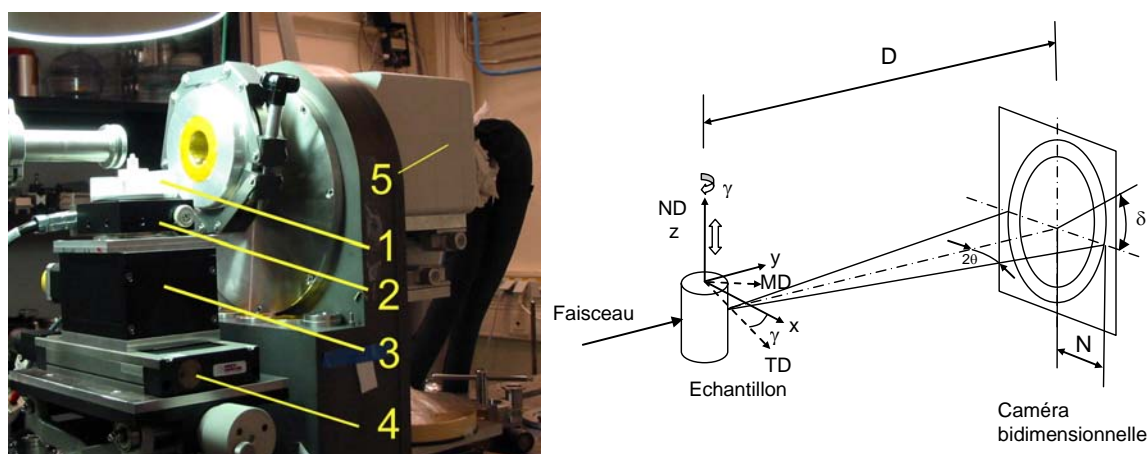 1
2
3
4
5
D
γ
ND
z
y
MD
x
γ
TD
Faisceau
Echantillon
2θ
δ
N
Caméra
bidimensionnelle